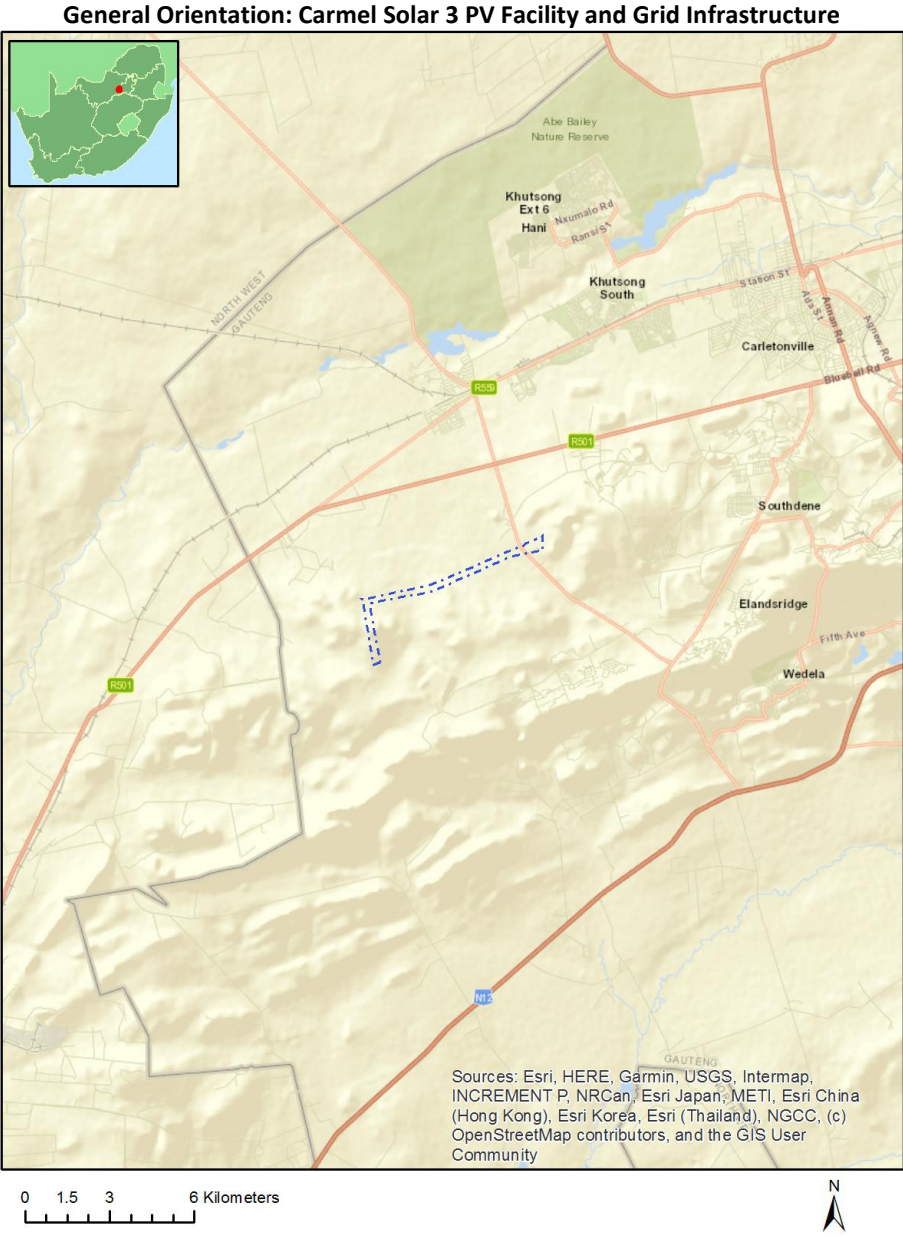 General Orientation: Carmel Solar 3 PV Facility and Grid Infrastructure
Abe Bailey
Nature Reserve
Khutsong
Ext 6
Hani
Nxumalo Rd
Ransi St
Khutsong
South
Station St
Ada St
Annan Rd
Agnew Rd
NORTH WEST
GAUTENG
Carletonville
Bluebell Rd
R559
R501
Southdene
Elandsridge
Fifth Ave
Wedela
R501
N12
GAUTENG
Sources: Esri, HERE, Garmin, USGS, Intermap,
INCREMENT P, NRCan, Esri Japan, METI, Esri China
(Hong Kong), Esri Korea, Esri (Thailand), NGCC, (c)
OpenStreetMap contributors, and the GIS User
Community
0 1.5 3 6 Kilometers
N